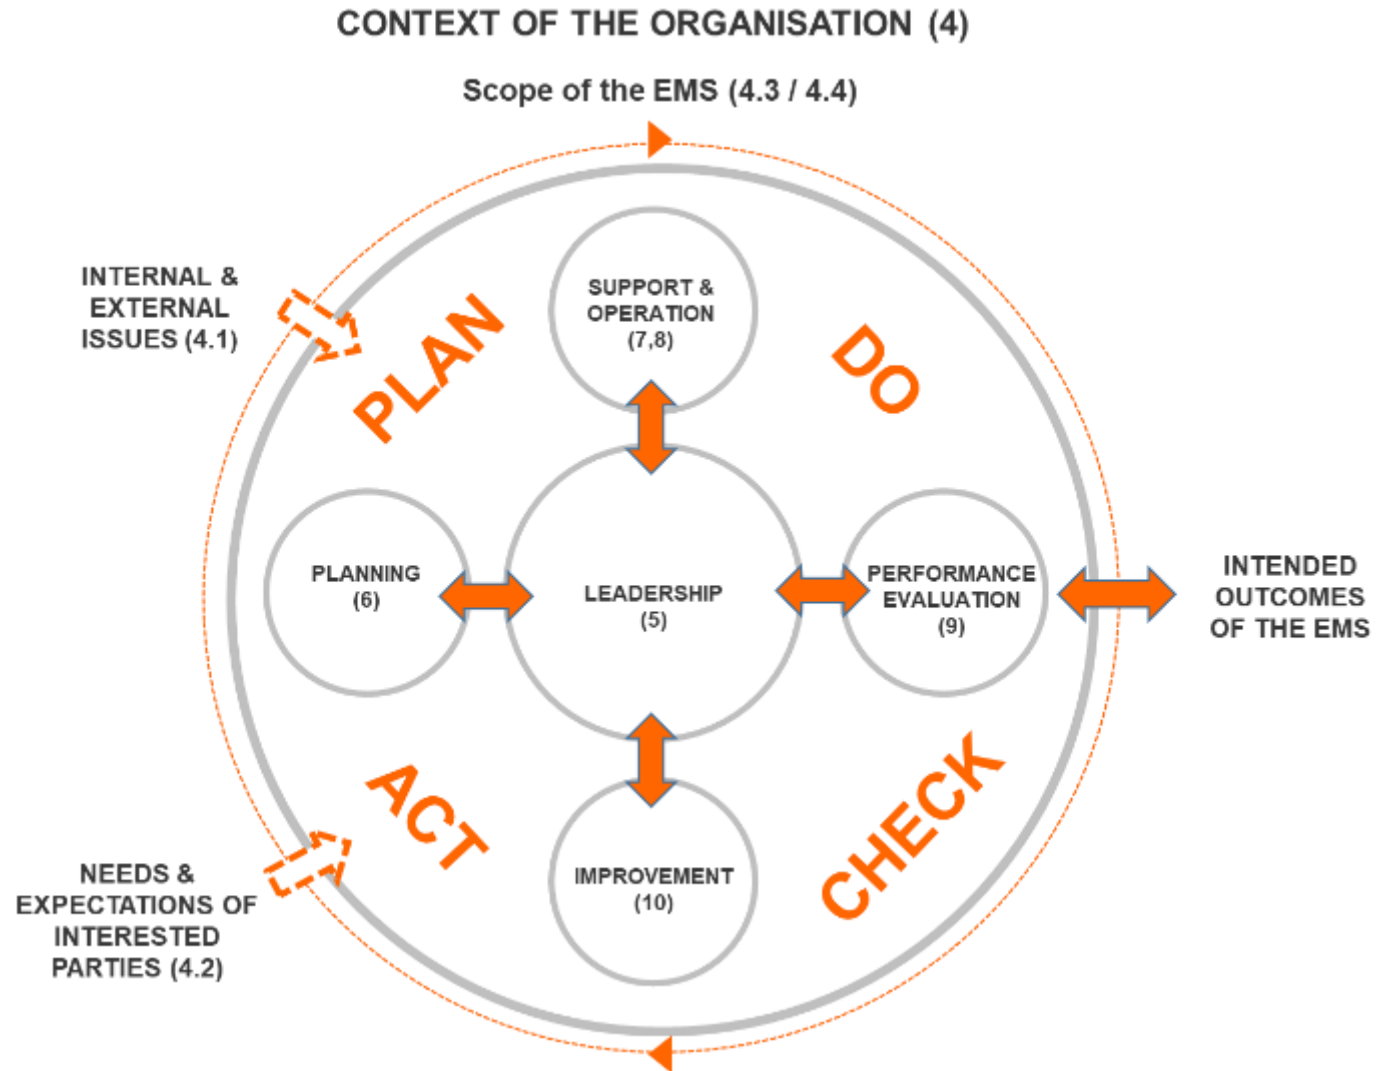 CONTEXT OF THE ORGANISATION (4)
Scope of the EMS (4.3 / 4.4)
INTERNAL &
EXTERNAL
ISSUES (4.1)
PLAN
SUPPORT &
OPERATION
(7,8)
DO
PLANNING
(6)
LEADERSHIP
(5)
PERFORMANCE
EVALUATION
(9)
INTENDED
OUTCOMES
OF THE EMS
ACT
CHECK
IMPROVEMENT
(10)
NEEDS &
EXPECTATIONS OF
INTERESTED
PARTIES (4.2)